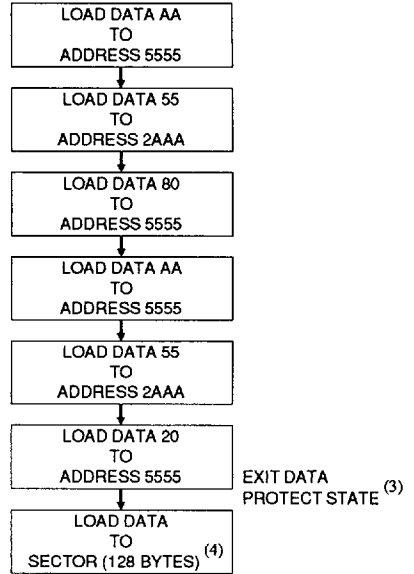 LOAD DATA AA
TO
ADDRESS 5555
LOAD DATA 55
TO
ADDRESS 2AAA
LOAD DATA 80
TO
ADDRESS 5555
LOAD DATA AA
TO
ADDRESS 5555
LOAD DATA 55
TO
ADDRESS 2AAA
LOAD DATA 20
TO
ADDRESS 5555
EXIT DATA
PROTECT STATE (3)
LOAD DATA
TO
SECTOR (128 BYTES) (4)